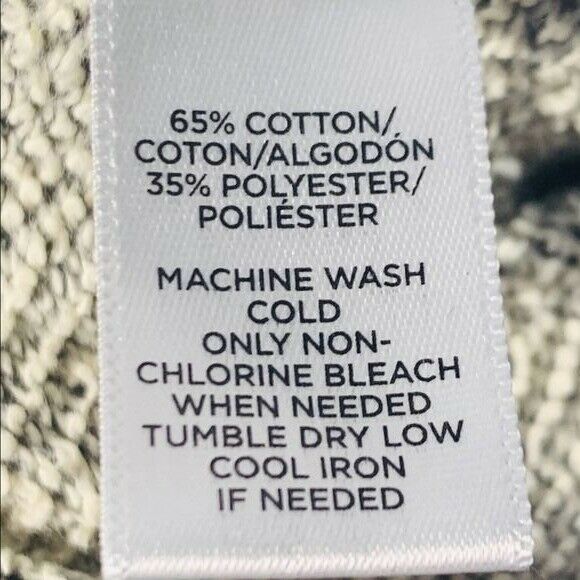 65% COTTON/
COTON/ALGODÓN
35% POLYESTER/
POLIÉSTER
MACHINE WASH
COLD
ONLY NON-
CHLORINE BLEACH
WHEN NEEDED
TUMBLE DRY LOW
COOL IRON
IF NEEDED